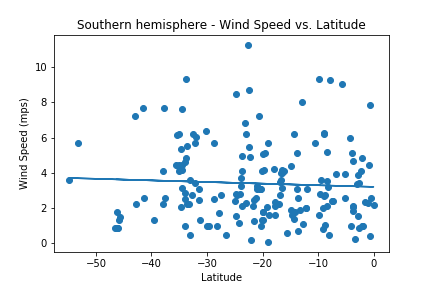 Southern hemisphere - Wind Speed vs. Latitude
10
8
6
4
2
0
Wind Speed (mps)
−50 −40 −30 −20 −10 0
Latitude